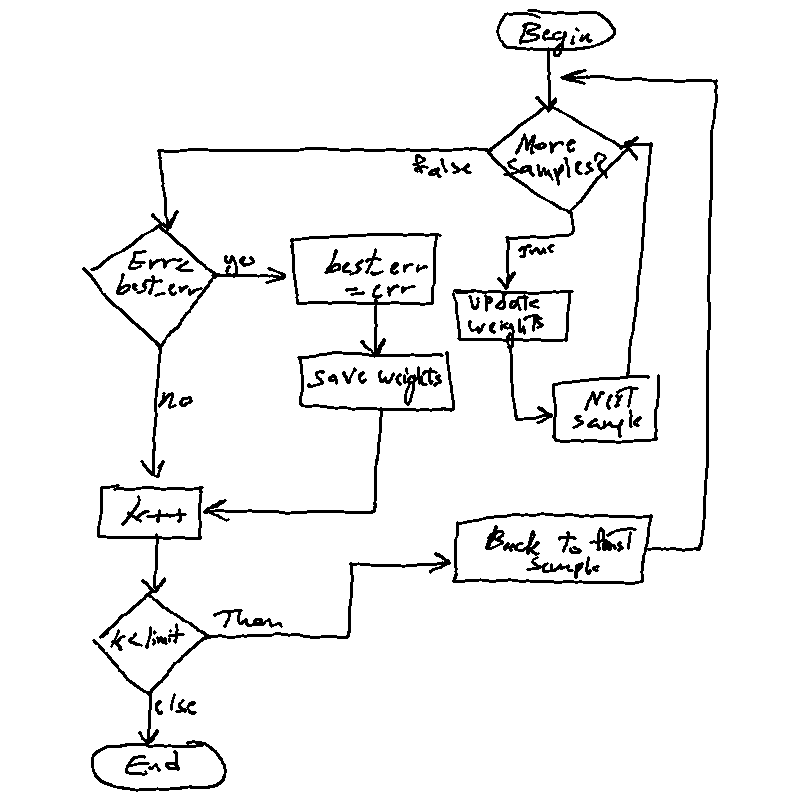 Begin
More
samples?
false
true
Err<
best_err
yes
best_err
= err
update
weights
save weights
next
sample
no
k++
Back to first
sample
k<limit
Then
else
End